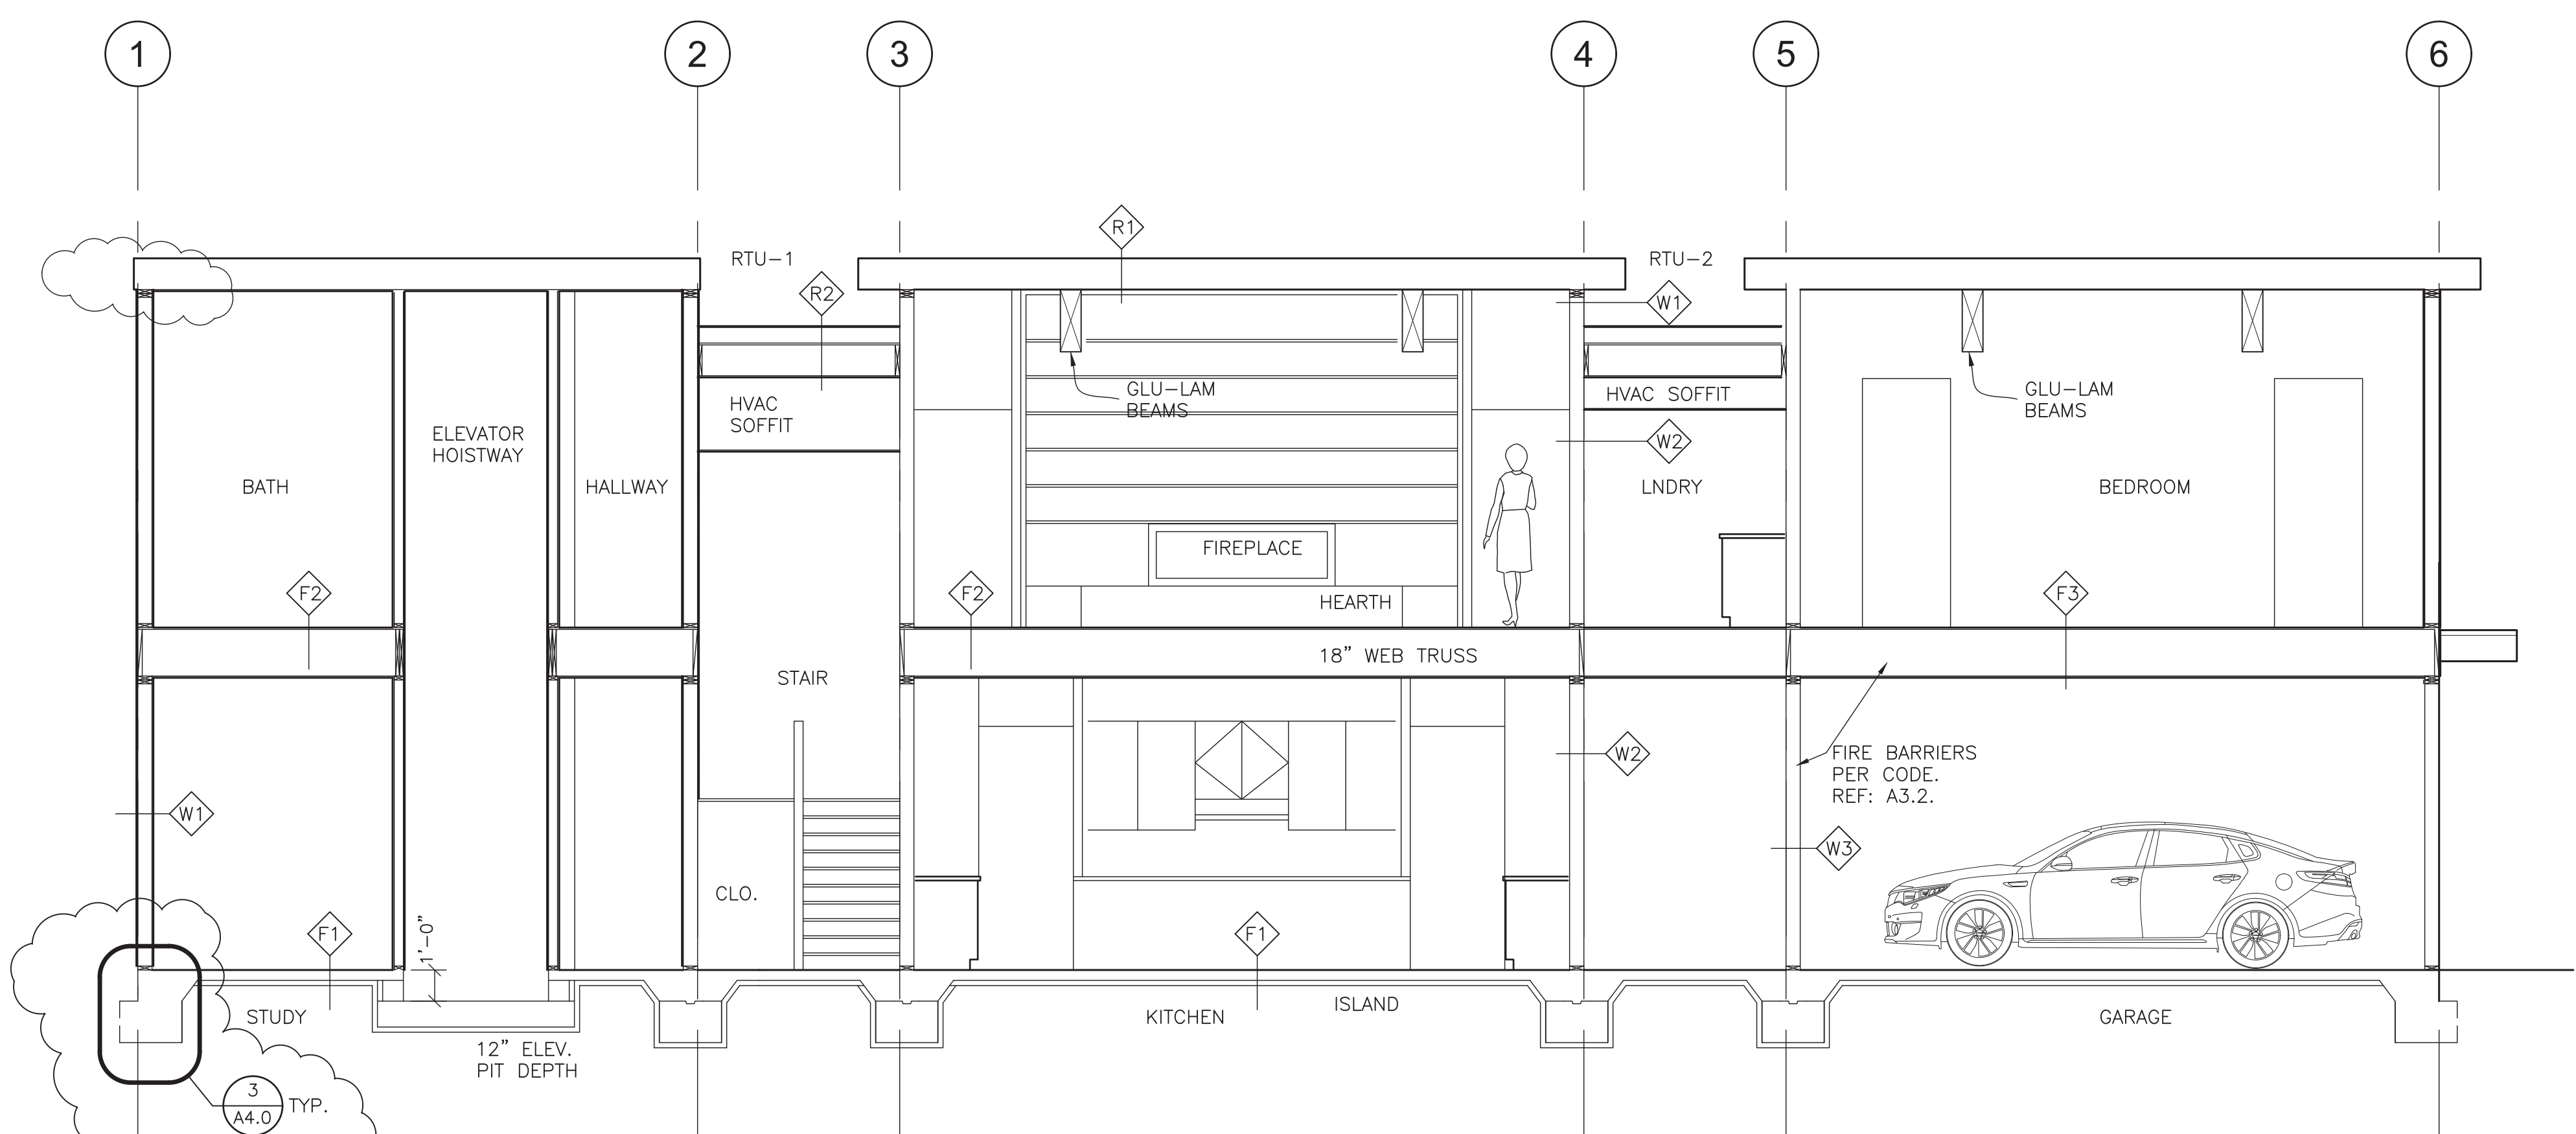 1
2
3
4
5
6
R1
RTU-1
RTU-2
R2
W1
GLU-LAM
BEAMS
GLU-LAM
BEAMS
HVAC
SOFFIT
HVAC SOFFIT
ELEVATOR
HOISTWAY
W2
BATH
HALLWAY
LNDRY
BEDROOM
FIREPLACE
F2
F2
HEARTH
F3
18" WEB TRUSS
STAIR
W2
FIRE BARRIERS
PER CODE.
REF: A3.2.
W1
W3
CLO.
F1
1'-0"
F1
STUDY
KITCHEN
ISLAND
GARAGE
12" ELEV.
PIT DEPTH
3
A4.0
TYP.